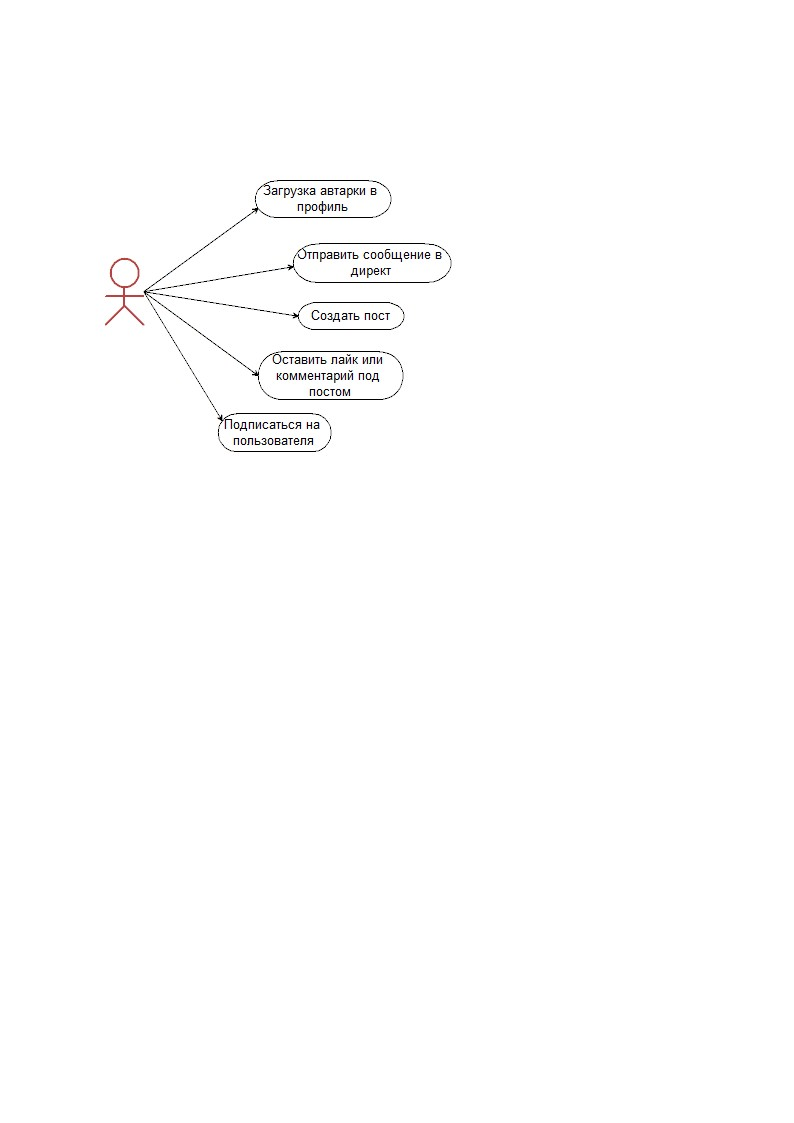 Загрузка автарки в
профиль
Отправить сообщение в
директ
Создать пост
Оставить лайк или
комментарий под
постом
Подписаться на
пользователя